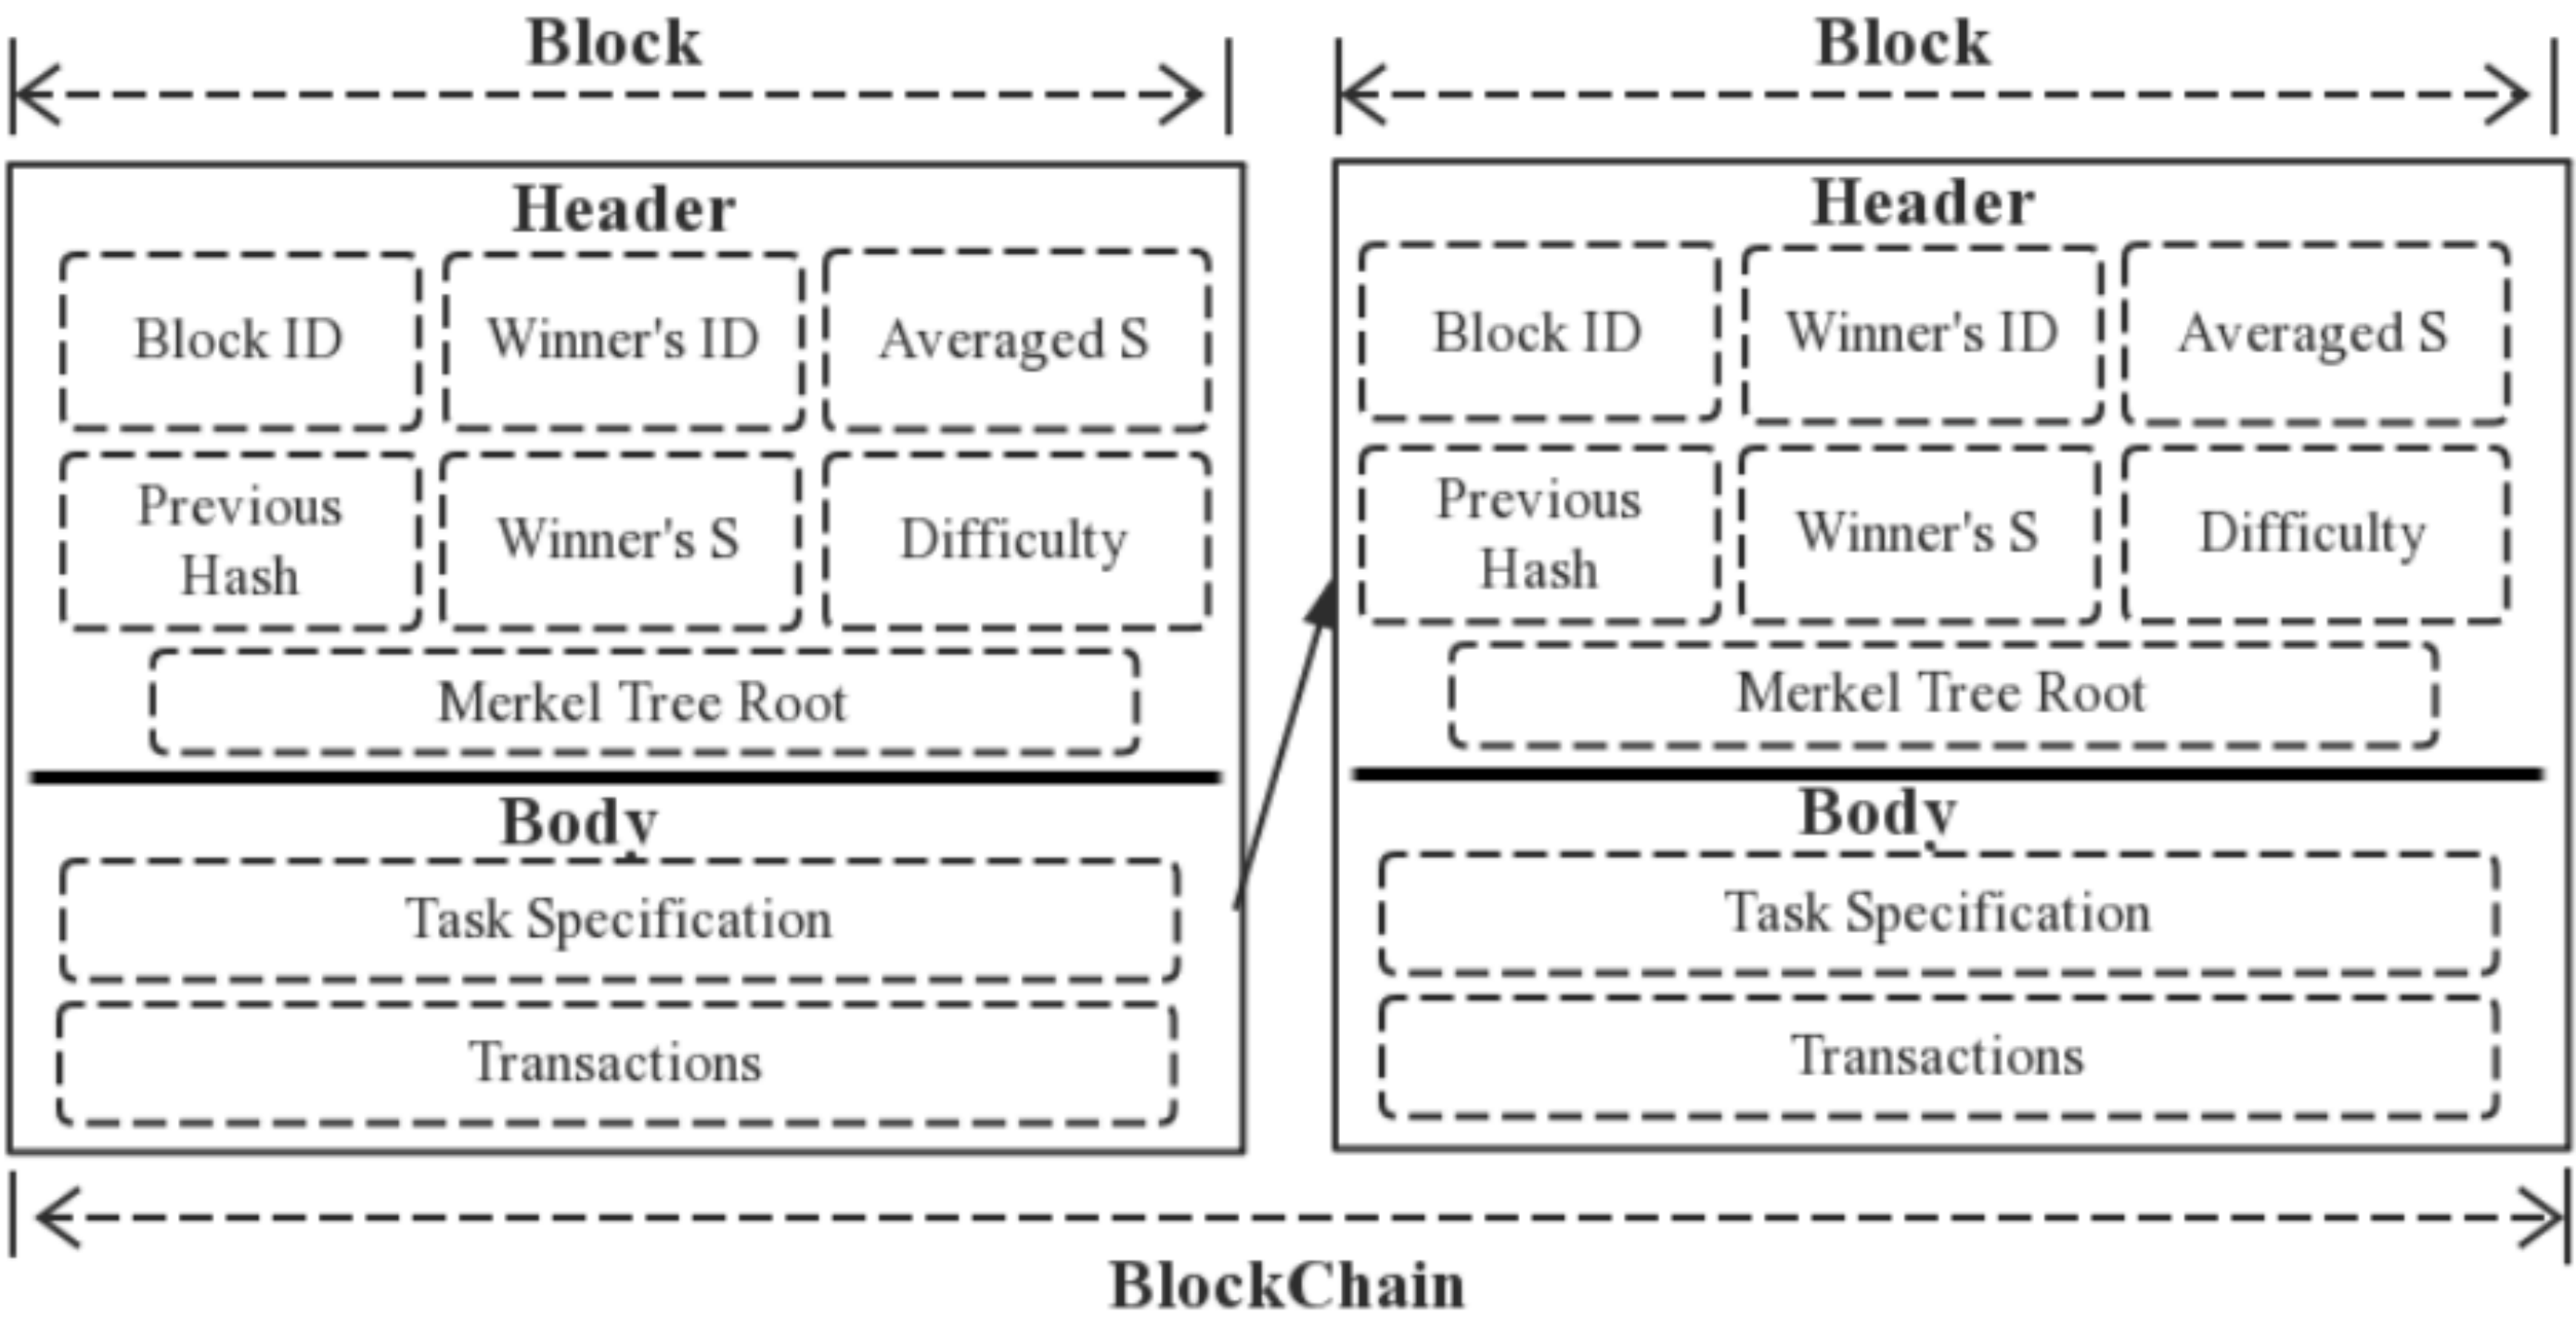 Block
Block
Header
Block ID
Winner's ID
Averaged S
Previous
Hash
Winner's S
Difficulty
Merkel Tree Root
Body
Task Specification
Transactions
Header
Block ID
Winner's ID
Averaged S
Previous
Hash
Winner's S
Difficulty
Merkel Tree Root
Body
Task Specification
Transactions
BlockChain